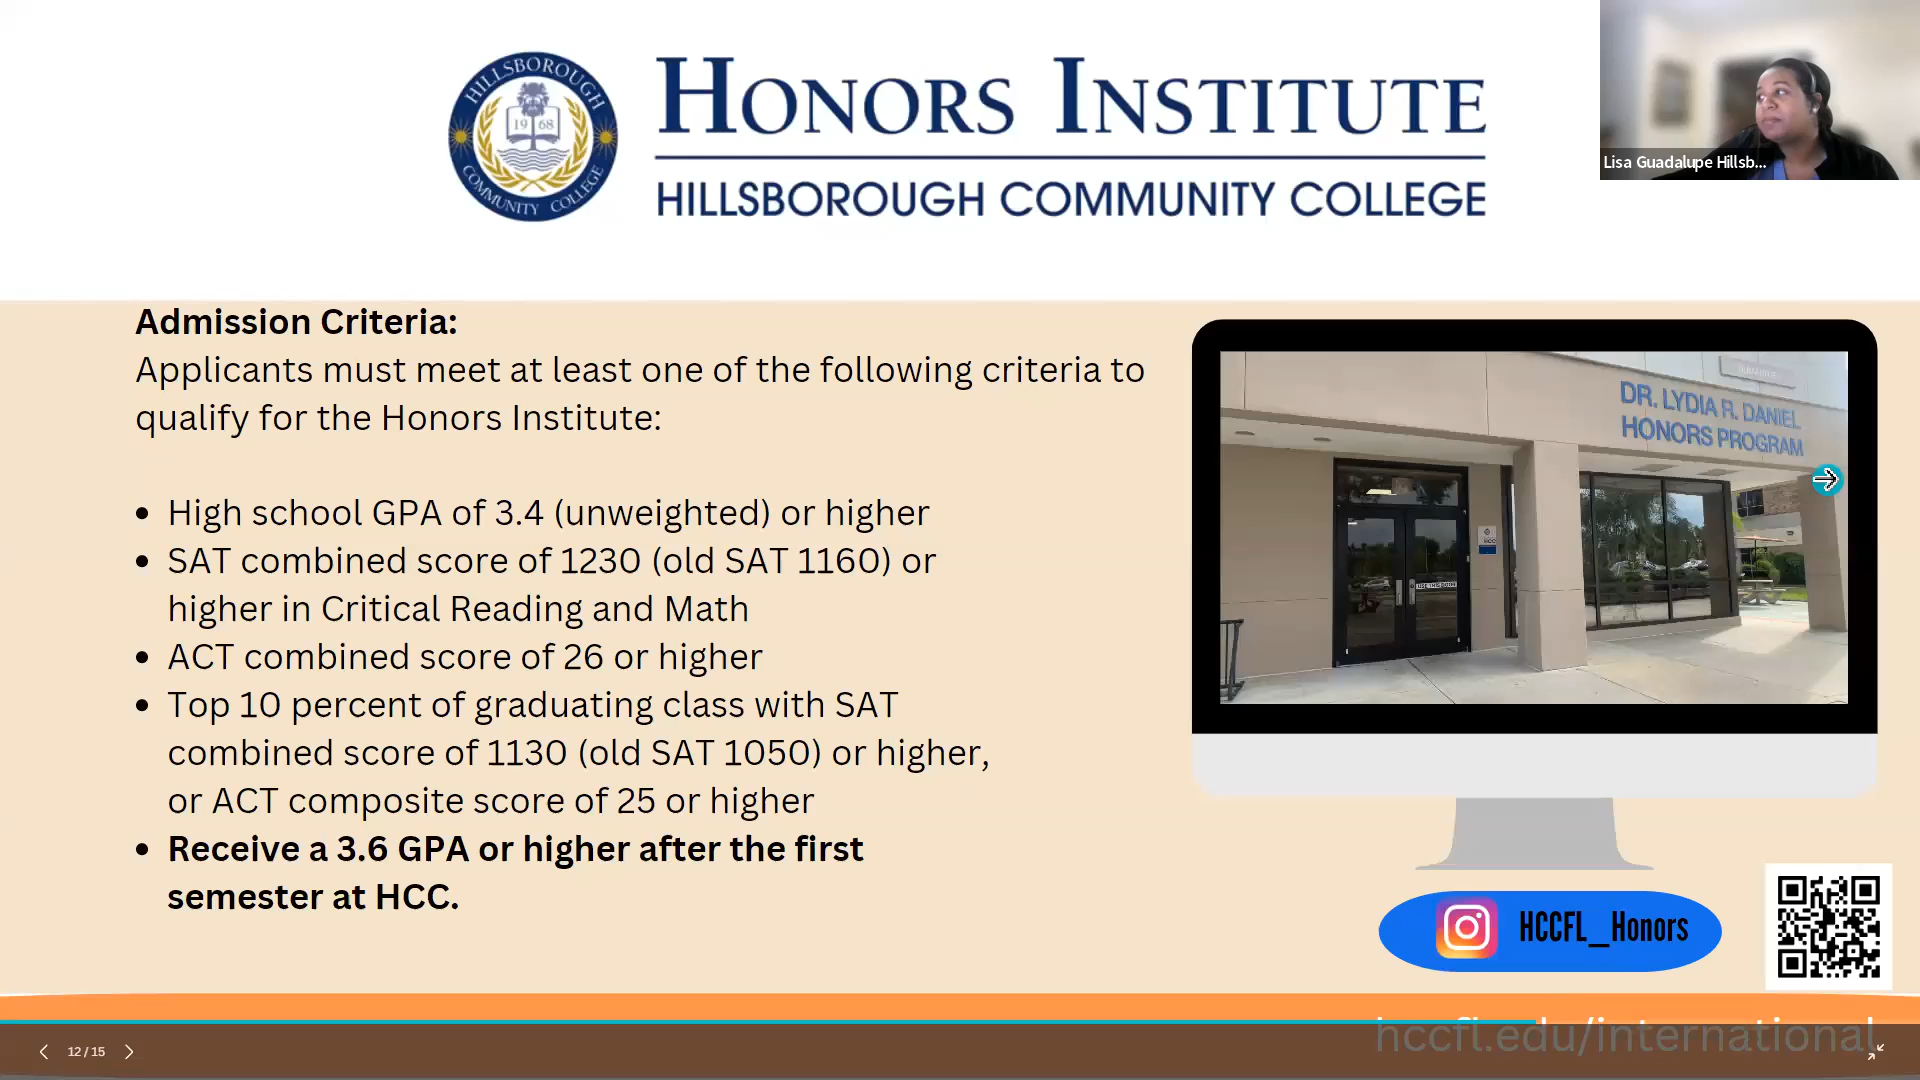 HILLSBOROUGH
19 68
COMMUNITY COLLEGE
HONORS INSTITUTE
HILLSBOROUGH COMMUNITY COLLEGE
Lisa Guadalupe Hillsb...
Admission Criteria:
Applicants must meet at least one of the following criteria to
qualify for the Honors Institute:
• High school GPA of 3.4 (unweighted) or higher
• SAT combined score of 1230 (old SAT 1160) or
higher in Critical Reading and Math
• ACT combined score of 26 or higher
• Top 10 percent of graduating class with SAT
combined score of 1130 (old SAT 1050) or higher,
or ACT composite score of 25 or higher
• Receive a 3.6 GPA or higher after the first
semester at HCC.
DR. LYDIA R. DANIEL
HONORS PROGRAM
HCCFL_Honors
hccfl.edu/international
12 / 15